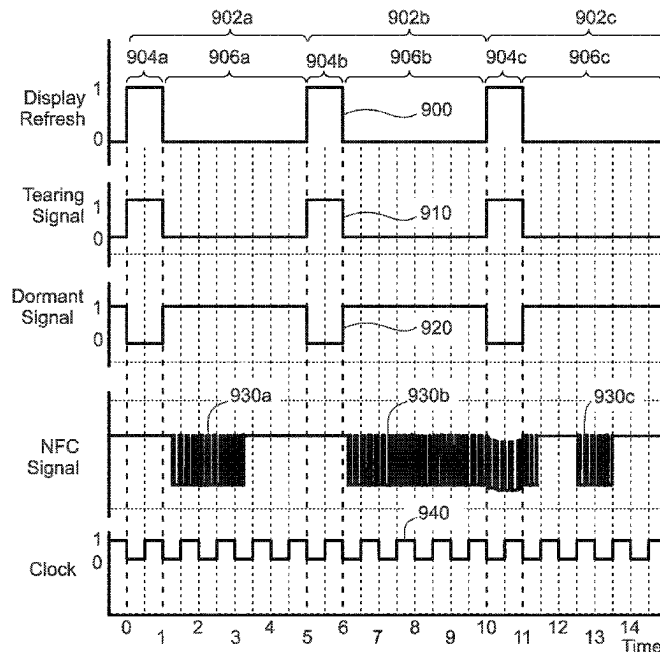 902a 902b 902c
904a 906a 904b 906b 904c 906c
Display Refresh 1 0 900
Tearing Signal 1 0 910
Dormant Signal 1 0 920
930a 930b 930c
NFC Signal
940
Clock 1 0
0 1 2 3 4 5 6 7 8 9 10 11 12 13 14
Time